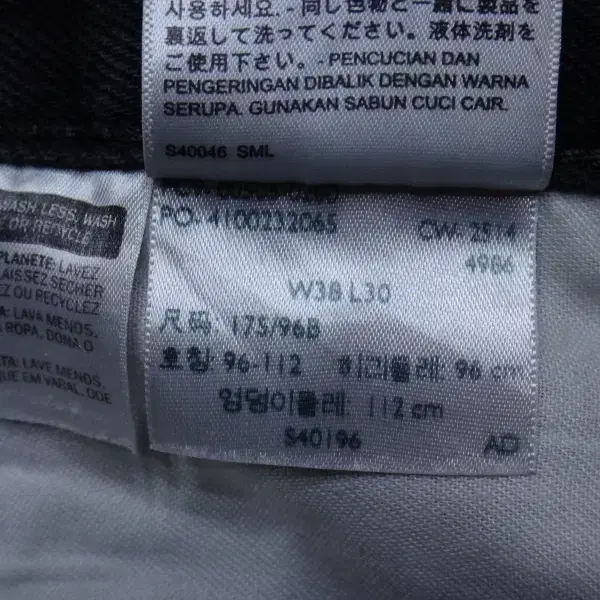 사용하세요. - 同じ色物と一緒に製品を
裏返して洗ってください。液体洗剤を
ご使用下さい。- PENCUCIAN DAN
PENGERINGAN DIBALIK DENGAN WARNA
SERUPA. GUNAKAN SABUN CUCI CAIR.
S40046 SML
WASH LESS, WASH
OR RECYCLE
PLANETE: LAVEZ
LAISSEZ SÉCHER
Z OU RECYCLEZ
A: LAVA MENOS,
ROPA, DONA O
TA: LAVE MENOS,
QUE EM VARAL, DOE
PO- 4100232065 CW- 2514
4986
W38 L30
尺码: 175/96B
호칭: 96-112 허리둘레: 96 cm
엉덩이둘레: 112 cm
S40196 AD